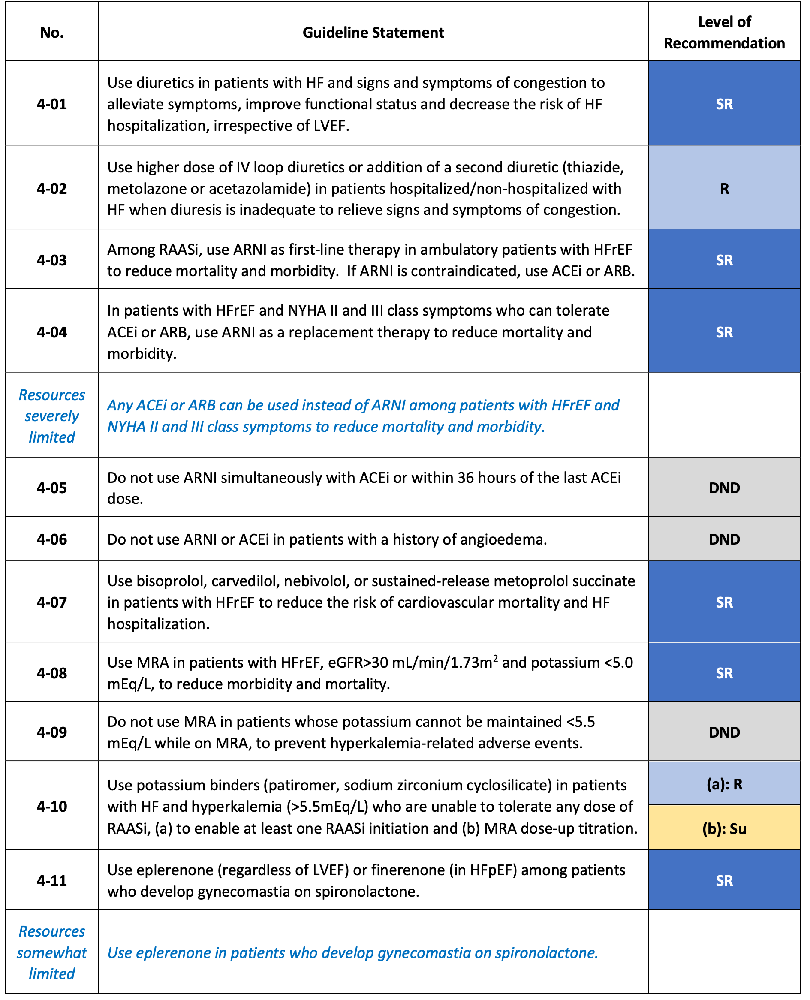 No.
Guideline Statement
Level of
Recommendation
4-01
Use diuretics in patients with HF and signs and symptoms of congestion to
alleviate symptoms, improve functional status and decrease the risk of HF
hospitalization, irrespective of LVEF.
SR
4-02
Use higher dose of IV loop diuretics or addition of a second diuretic (thiazide,
metolazone or acetazolamide) in patients hospitalized/non-hospitalized with
HF when diuresis is inadequate to relieve signs and symptoms of congestion.
R
4-03
Among RAASi, use ARNI as first-line therapy in ambulatory patients with HFrEF
to reduce mortality and morbidity.  If ARNI is contraindicated, use ACEi or ARB.
SR
4-04
In patients with HFrEF and NYHA II and III class symptoms who can tolerate
ACEi or ARB, use ARNI as a replacement therapy to reduce mortality and
morbidity.
SR
Resources
severely
limited
Any ACEi or ARB can be used instead of ARNI among patients with HFrEF and
NYHA II and III class symptoms to reduce mortality and morbidity.
4-05
Do not use ARNI simultaneously with ACEi or within 36 hours of the last ACEi
dose.
DND
4-06
Do not use ARNI or ACEi in patients with a history of angioedema.
DND
4-07
Use bisoprolol, carvedilol, nebivolol, or sustained-release metoprolol succinate
in patients with HFrEF to reduce the risk of cardiovascular mortality and HF
hospitalization.
SR
4-08
Use MRA in patients with HFrEF, eGFR>30 mL/min/1.73m² and potassium <5.0
mEq/L, to reduce morbidity and mortality.
SR
4-09
Do not use MRA in patients whose potassium cannot be maintained <5.5
mEq/L while on MRA, to prevent hyperkalemia-related adverse events.
DND
4-10
Use potassium binders (patiromer, sodium zirconium cyclosilicate) in patients
with HF and hyperkalemia (>5.5mEq/L) who are unable to tolerate any dose of
RAASi, (a) to enable at least one RAASi initiation and (b) MRA dose-up titration.
(a): R
(b): Su
4-11
Use eplerenone (regardless of LVEF) or finerenone (in HFpEF) among patients
who develop gynecomastia on spironolactone.
SR
Resources
somewhat
limited
Use eplerenone in patients who develop gynecomastia on spironolactone.